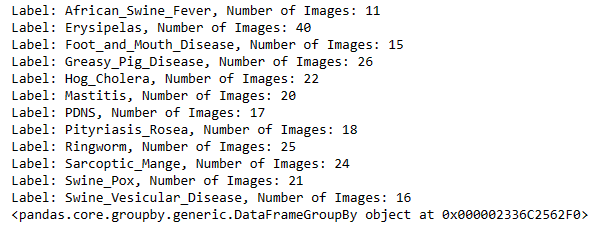 Label: African_Swine_Fever, Number of Images: 11
Label: Erysipelas, Number of Images: 40
Label: Foot_and_Mouth_Disease, Number of Images: 15
Label: Greasy_Pig_Disease, Number of Images: 26
Label: Hog_Cholera, Number of Images: 22
Label: Mastitis, Number of Images: 20
Label: PDNS, Number of Images: 17
Label: Pityriasis_Rosea, Number of Images: 18
Label: Ringworm, Number of Images: 25
Label: Sarcoptic_Mange, Number of Images: 24
Label: Swine_Pox, Number of Images: 21
Label: Swine_Vesicular_Disease, Number of Images: 16
<pandas.core.groupby.generic.DataFrameGroupBy object at 0x000002336C2562F0>